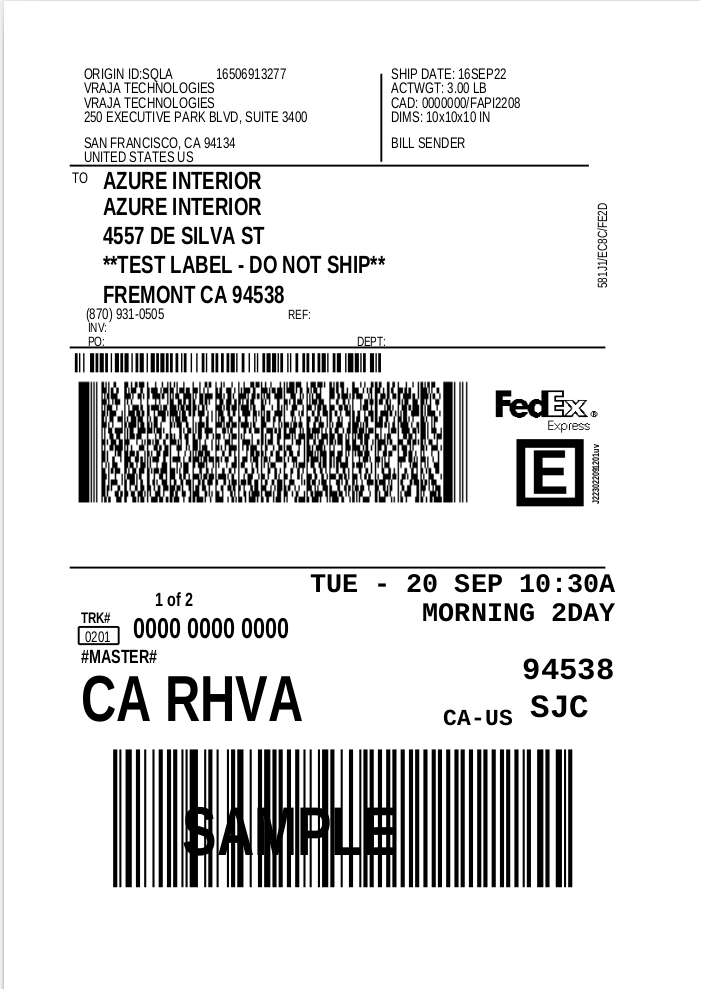 ORIGIN ID:SQLA 16506913277
VRAJA TECHNOLOGIES
VRAJA TECHNOLOGIES
250 EXECUTIVE PARK BLVD, SUITE 3400
SAN FRANCISCO, CA 94134
UNITED STATES US
SHIP DATE: 16SEP22
ACTWGT: 3.00 LB
CAD: 0000000/FAPI2208
DIMS: 10x10x10 IN
BILL SENDER
TO AZURE INTERIOR
AZURE INTERIOR
4557 DE SILVA ST
**TEST LABEL - DO NOT SHIP**
FREMONT CA 94538
(870) 931-0505 REF:
INV:
PO: DEPT:
581J1/EC8C/FE2D
FedEx®
Express
E
J223022091201uv
TUE - 20 SEP 10:30A
MORNING 2DAY
1 of 2
TRK#
0201 0000 0000 0000
#MASTER#
94538
CA RHVA
CA-US SJC
SAMPLE